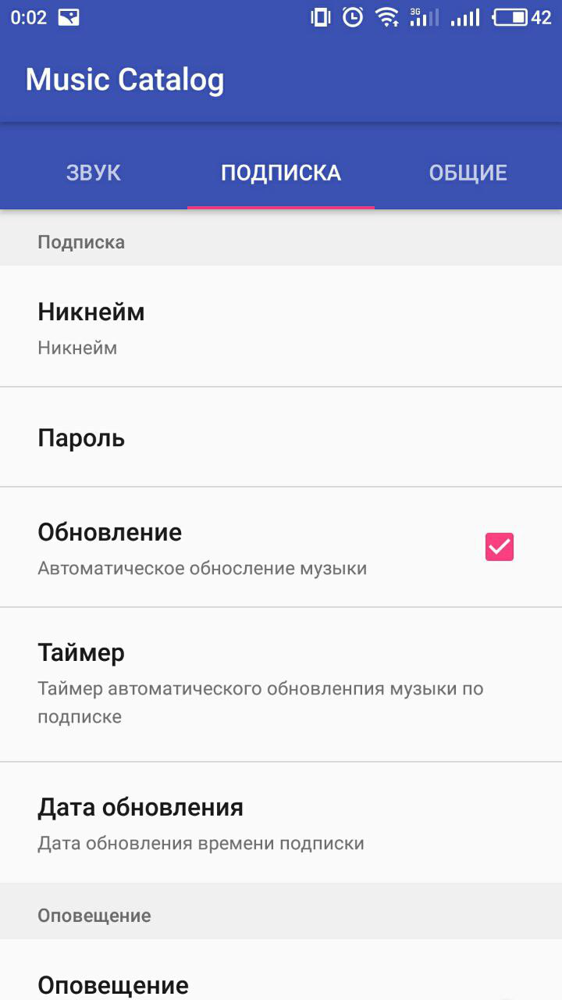 0:02
3G
42
Music Catalog
ЗВУК
ПОДПИСКА
ОБЩИЕ
Подписка
Никнейм
Никнейм
Пароль
Обновление
Автоматическое обносление музыки
Таймер
Таймер автоматического обновленпия музыки по
подписке
Дата обновления
Дата обновления времени подписки
Оповещение
Оповещение